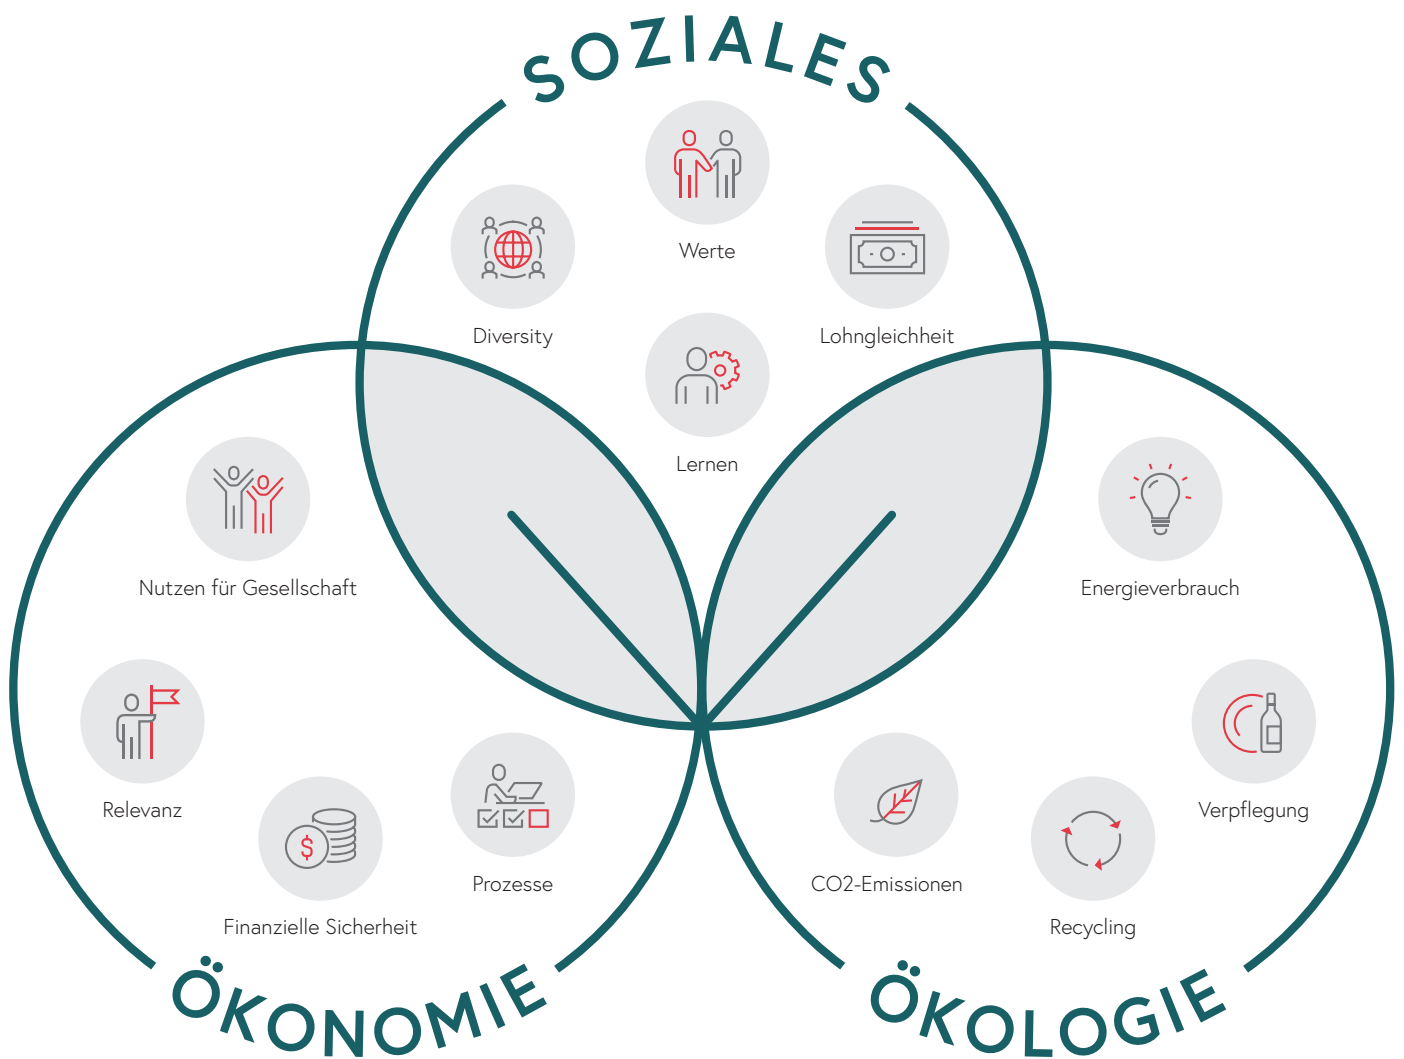 SOZIALES
Werte
Diversity
Lohngleichheit
Lernen
Nutzen für Gesellschaft
Relevanz
Finanzielle Sicherheit
Prozesse
ÖKONOMIE
Energieverbrauch
Verpflegung
CO2-Emissionen
Recycling
ÖKOLOGIE
$